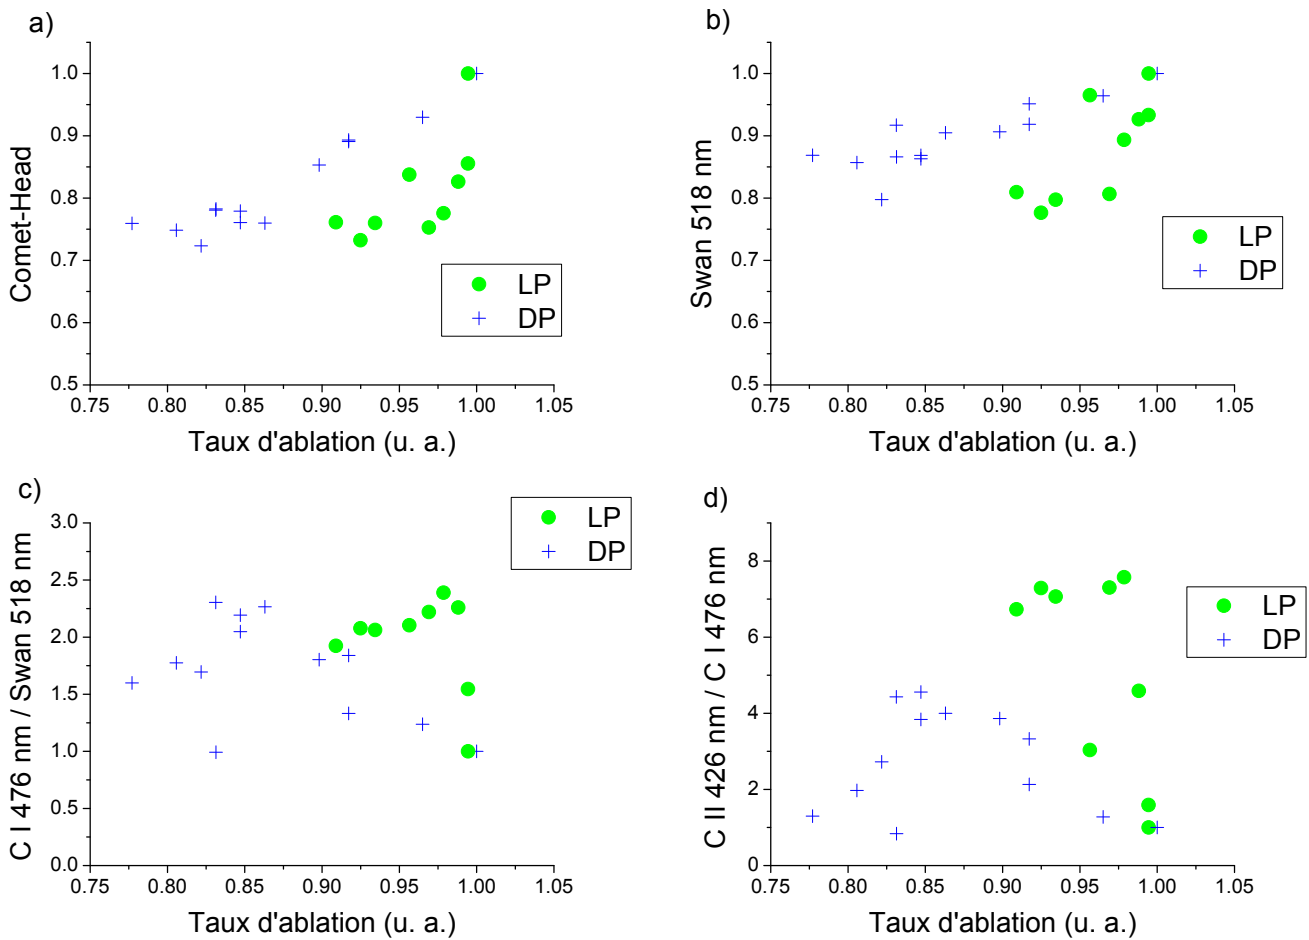 a)
Comet-Head
1.0
0.9
0.8
0.7
0.6
0.5
0.75 0.80 0.85 0.90 0.95 1.00 1.05
Taux d'ablation (u. a.)
LP
DP
b)
Swan 518 nm
1.0
0.9
0.8
0.7
0.6
0.5
0.75 0.80 0.85 0.90 0.95 1.00 1.05
Taux d'ablation (u. a.)
LP
DP
c)
C I 476 nm / Swan 518 nm
3.0
2.5
2.0
1.5
1.0
0.5
0.0
0.75 0.80 0.85 0.90 0.95 1.00 1.05
Taux d'ablation (u. a.)
LP
DP
d)
C II 426 nm / C I 476 nm
8
6
4
2
0
0.75 0.80 0.85 0.90 0.95 1.00 1.05
Taux d'ablation (u. a.)
LP
DP